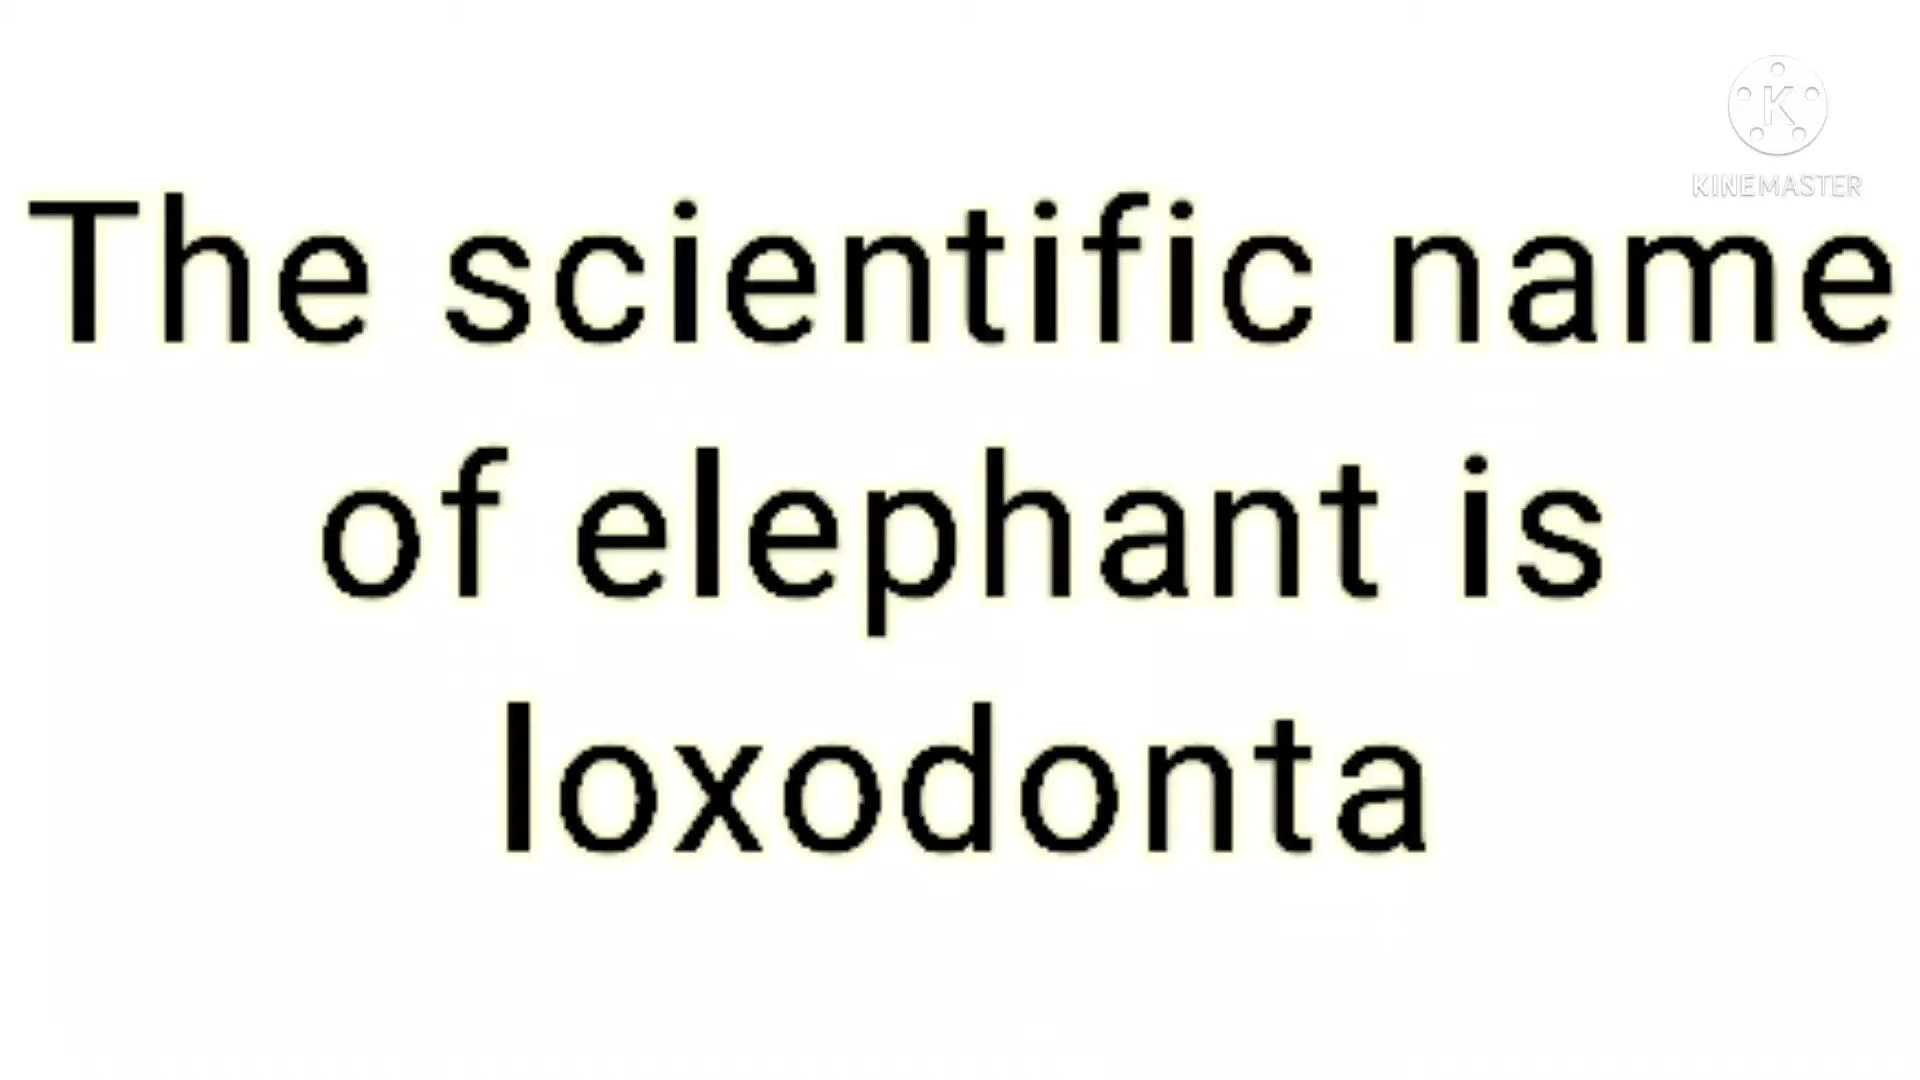 K
KINEMASTER
The scientific name
of elephant is
loxodonta